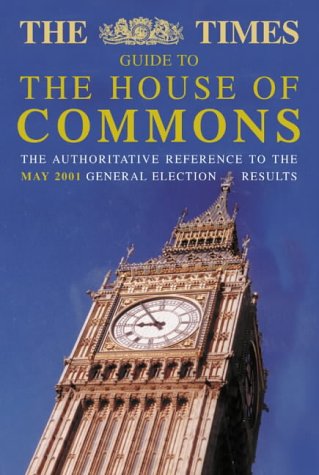 THE TIMES
GUIDE TO
THE HOUSE OF
COMMONS
THE AUTHORITATIVE REFERENCE TO THE
MAY 2001 GENERAL ELECTION RESULTS